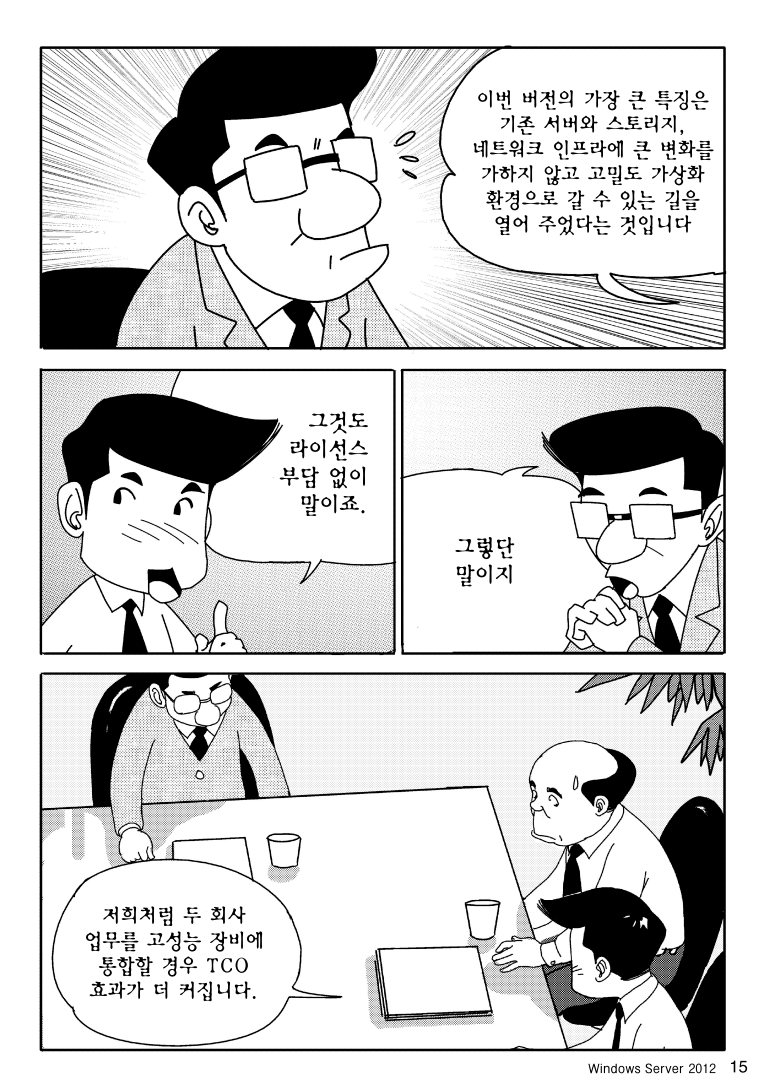 이번 버전의 가장 큰 특징은
기존 서버와 스토리지,
네트워크 인프라에 큰 변화를
가하지 않고 고밀도 가상화
환경으로 갈 수 있는 길을
열어 주었다는 것입니다
그것도
라이선스
부담 없이
말이죠.
그렇단
말이지
저희처럼 두 회사
업무를 고성능 장비에
통합할 경우 TCO
효과가 더 커집니다.
Windows Server 2012 15